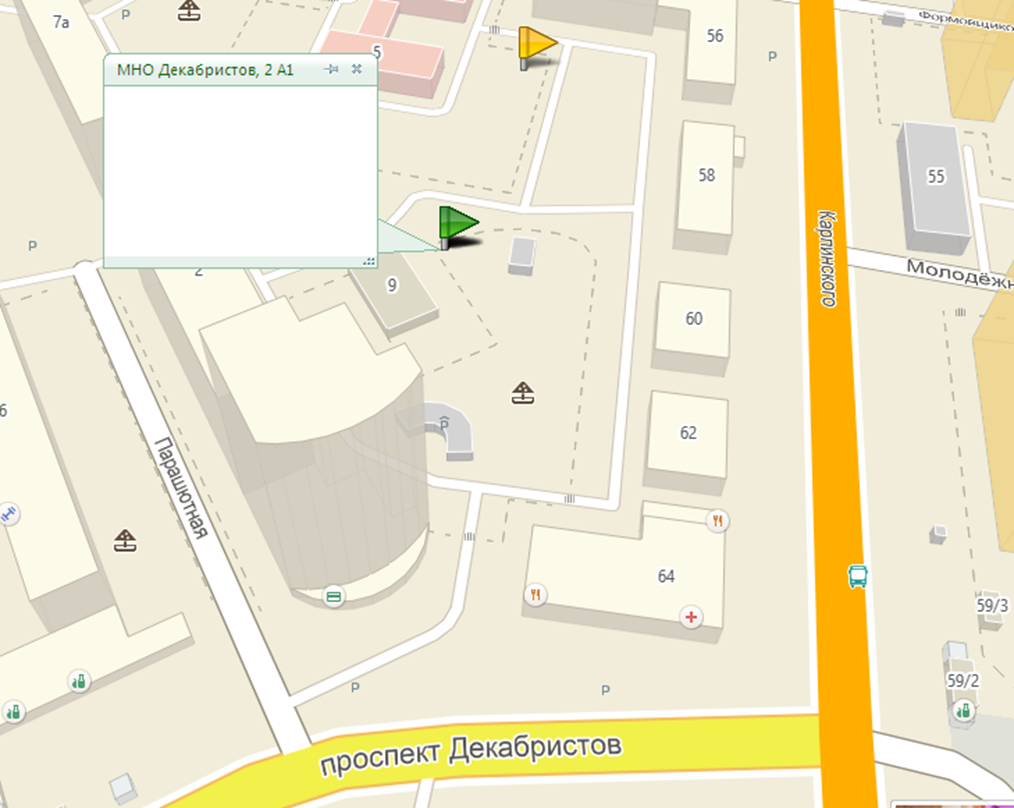 7а
P
5
56
P
Формовщико
МНО Декабристов, 2 А1
58
55
P
2
9
Карпинского
Молодёжн
60
6
P
62
Парашютная
64
59/3
59/2
P
P
проспект Декабристов